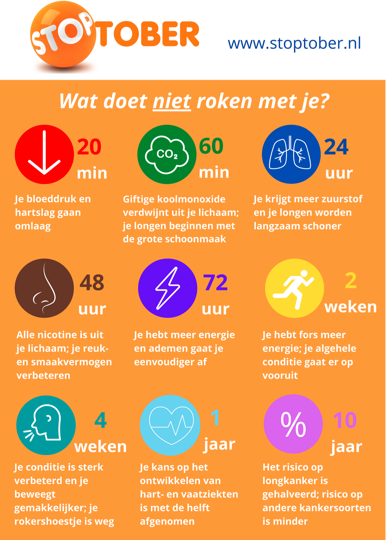 STOPTOBER
www.stoptober.nl
Wat doet niet roken met je?
20
min
Je bloeddruk en
hartslag gaan
omlaag
CO₂
60
min
Giftige koolmonoxide
verdwijnt uit je lichaam;
je longen beginnen met
de grote schoonmaak
24
uur
Je krijgt meer zuurstof
en je longen worden
langzaam schoner
48
uur
Alle nicotine is uit
je lichaam; je reuk-
en smaakvermogen
verbeteren
72
uur
Je hebt meer energie
en ademen gaat je
eenvoudiger af
2
weken
Je hebt fors meer
energie; je algehele
conditie gaat er op
vooruit
4
weken
Je conditie is sterk
verbeterd en je
beweegt
gemakkelijker; je
rokershoestje is weg
1
jaar
Je kans op het
ontwikkelen van
hart- en vaatziekten
is met de helft
afgenomen
%
10
jaar
Het risico op
longkanker is
gehalveerd; risico op
andere kankersoorten
is minder